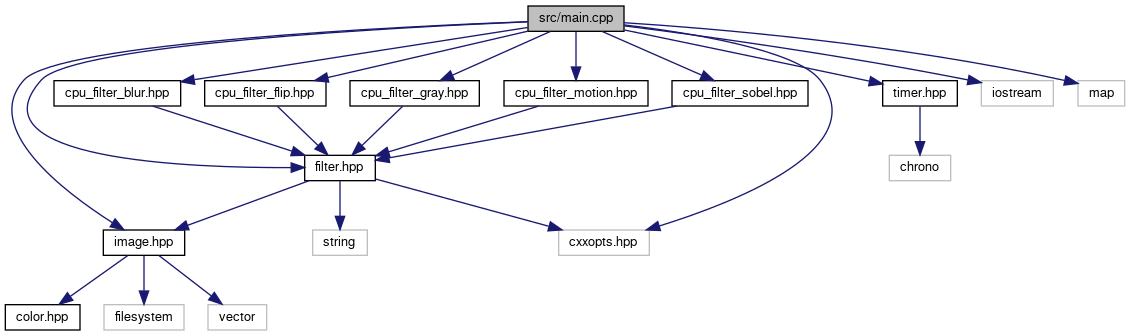 src/main.cpp
cpu_filter_blur.hpp
cpu_filter_flip.hpp
cpu_filter_gray.hpp
cpu_filter_motion.hpp
cpu_filter_sobel.hpp
timer.hpp
iostream
map
filter.hpp
chrono
image.hpp
string
cxxopts.hpp
color.hpp
filesystem
vector